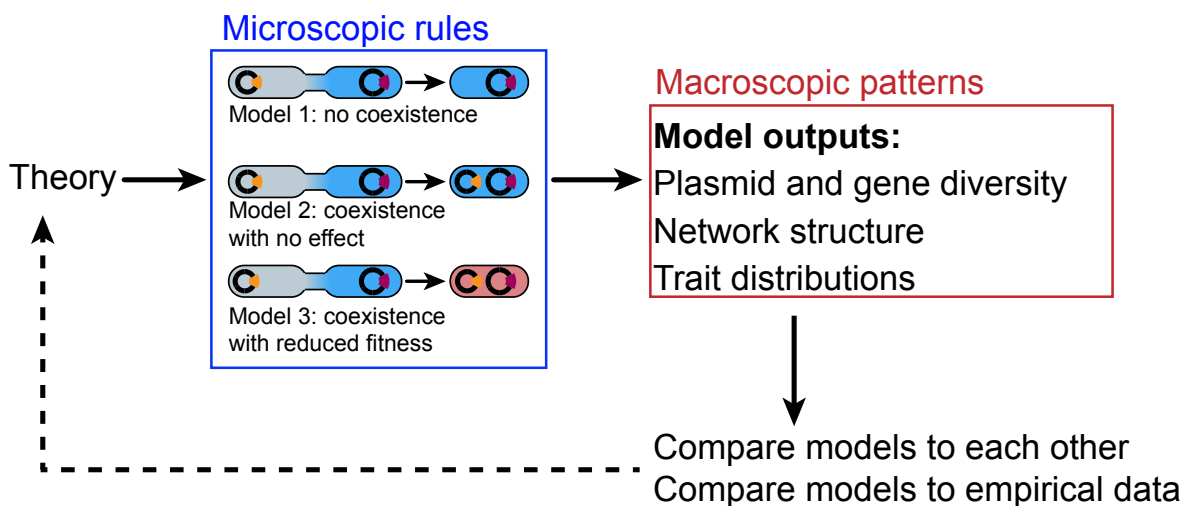 Microscopic rules
Model 1: no coexistence
Model 2: coexistence
with no effect
Model 3: coexistence
with reduced fitness
Theory
Macroscopic patterns
Model outputs:
Plasmid and gene diversity
Network structure
Trait distributions
Compare models to each other
Compare models to empirical data